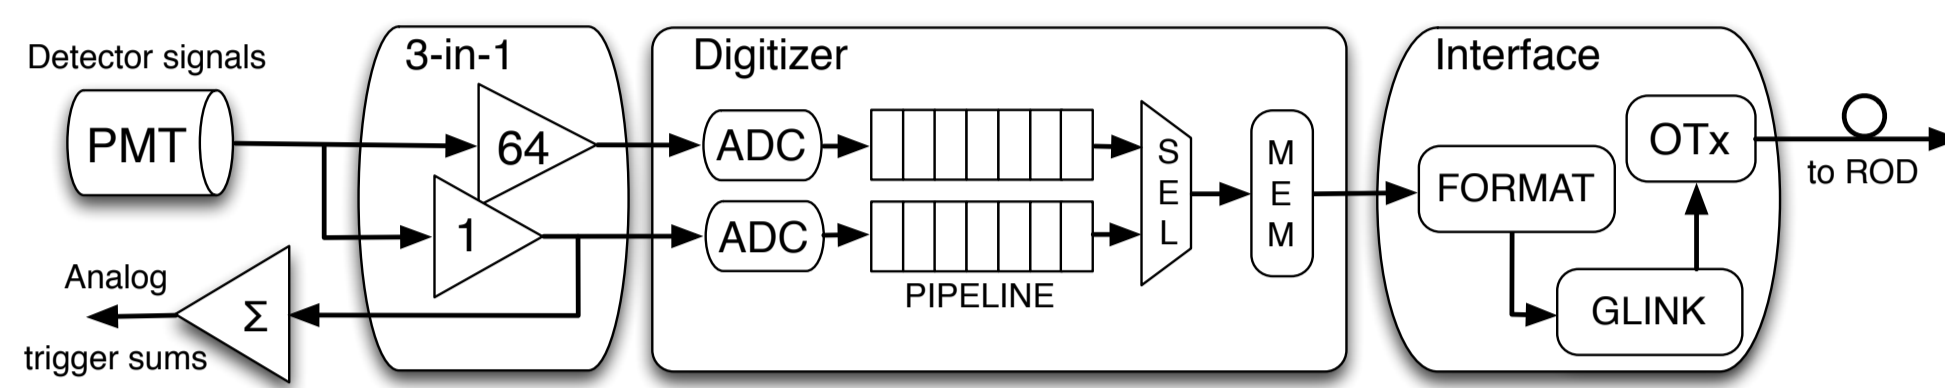 Detector signals
PMT
3-in-1
64
1
Analog
Σ
trigger sums
Digitizer
ADC
ADC
PIPELINE
S
E
L
M
E
M
Interface
FORMAT
GLINK
OTx
to ROD